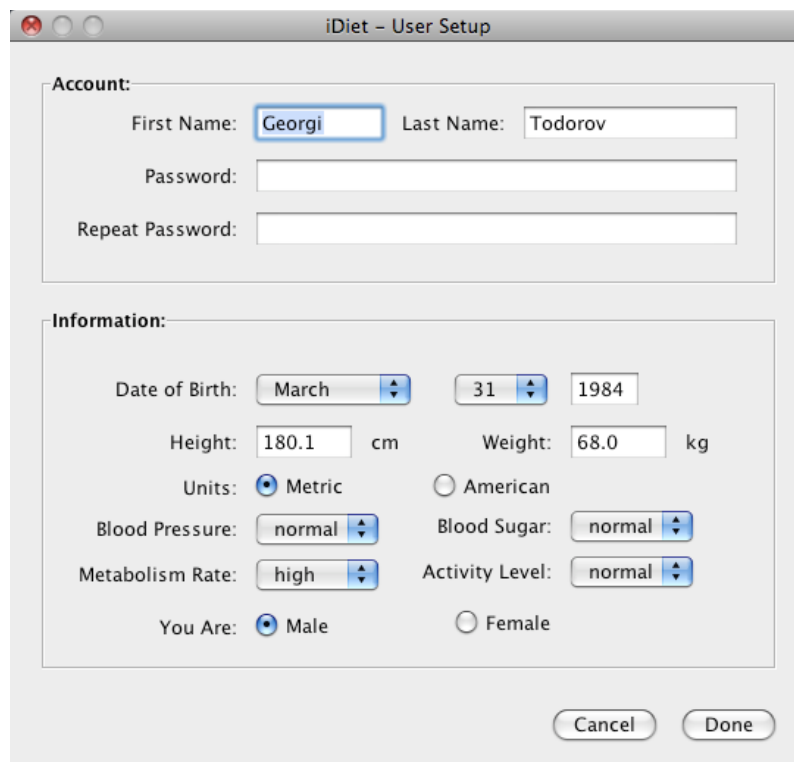 iDiet – User Setup
Account:
First Name: Georgi Last Name: Todorov
Password:
Repeat Password:
Information:
Date of Birth: March 31 1984
Height: 180.1 cm Weight: 68.0 kg
Units: Metric American
Blood Pressure: normal Blood Sugar: normal
Metabolism Rate: high Activity Level: normal
You Are: Male Female
Cancel Done